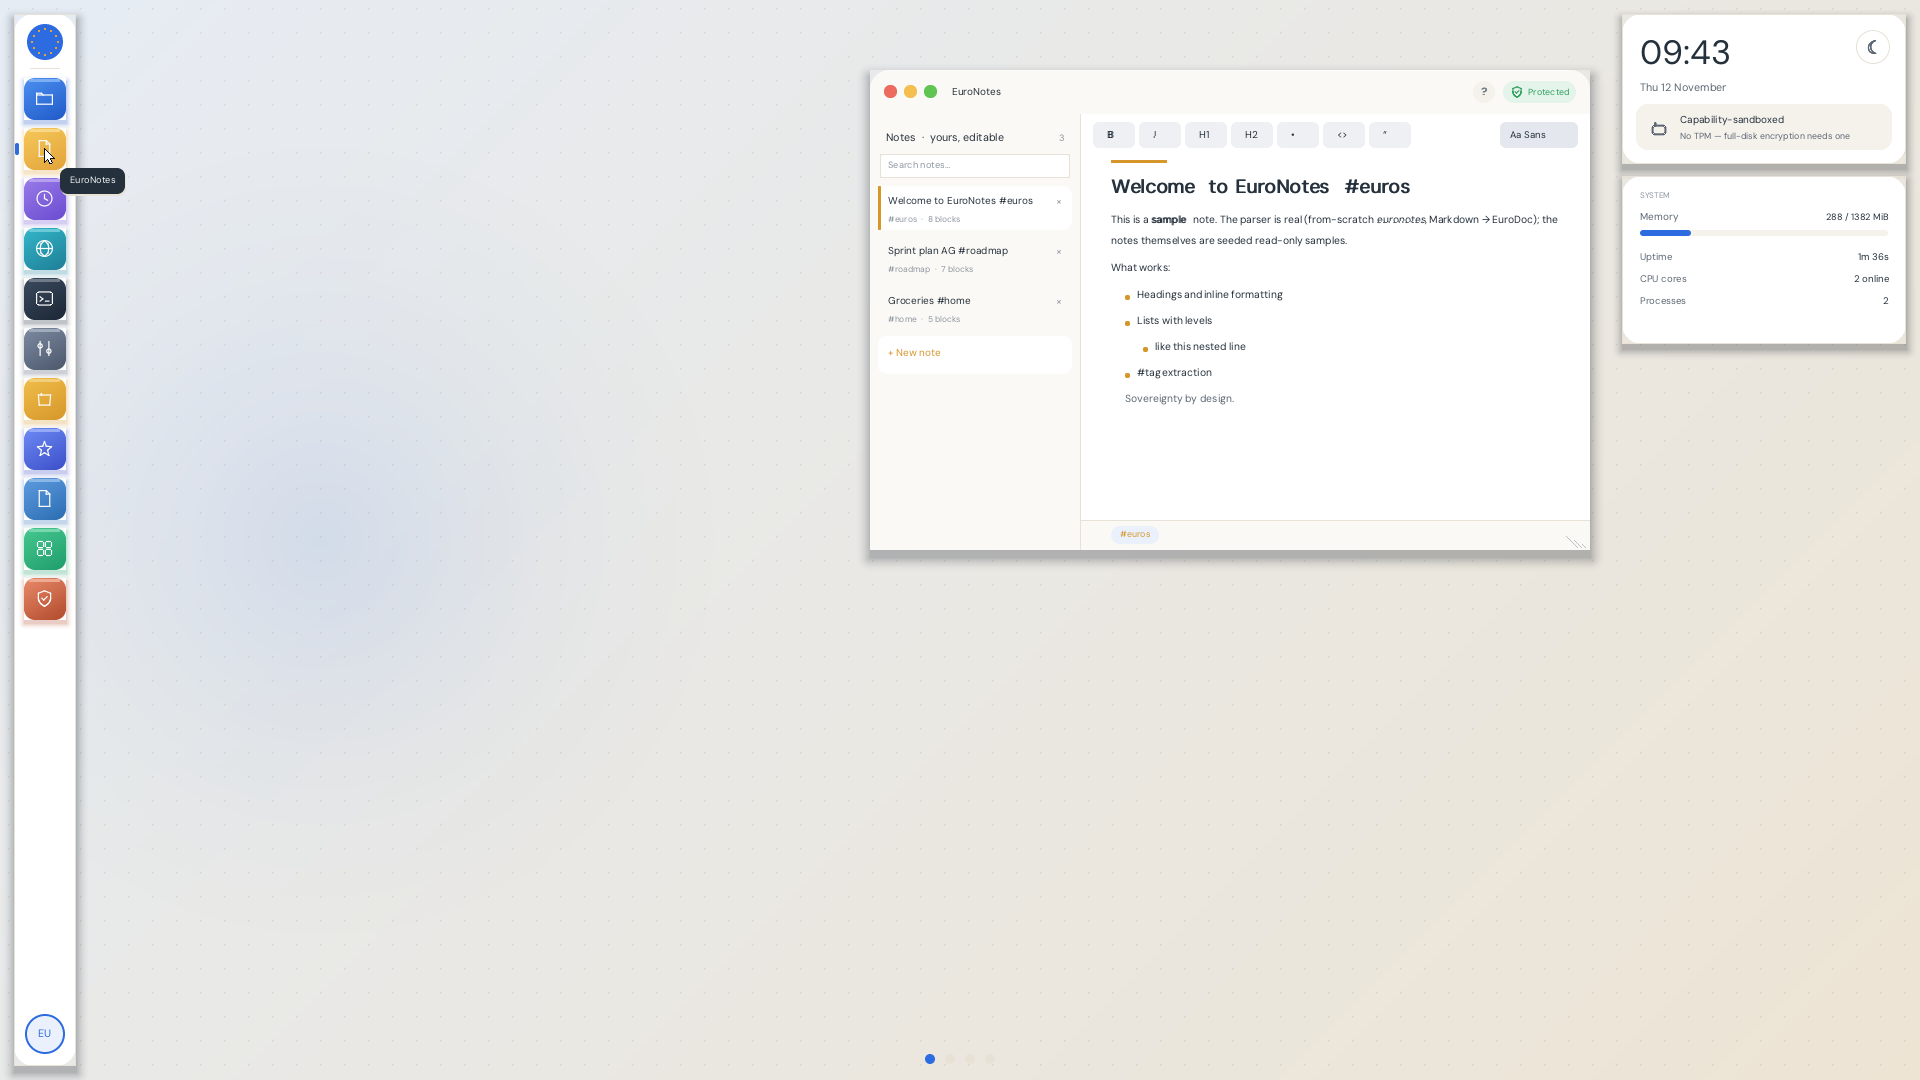 09:43
Thu 12 November
Capability-sandboxed
No TPM — full-disk encryption needs one
SYSTEM
Memory 288 / 1382 MiB
Uptime 1m 36s
CPU cores 2 online
Processes 2
EuroNotes
? Protected
Notes · yours, editable 3
Search notes...
Welcome to EuroNotes #euros ×
#euros · 8 blocks
Sprint plan AG #roadmap ×
#roadmap · 7 blocks
Groceries #home ×
#home · 5 blocks
+ New note
B I H1 H2 • <> " Aa Sans
Welcome to EuroNotes #euros
This is a sample note. The parser is real (from-scratch euronotes, Markdown → EuroDoc); the
notes themselves are seeded read-only samples.
What works:
Headings and inline formatting
Lists with levels
like this nested line
#tag extraction
Sovereignty by design.
#euros
EuroNotes
EU